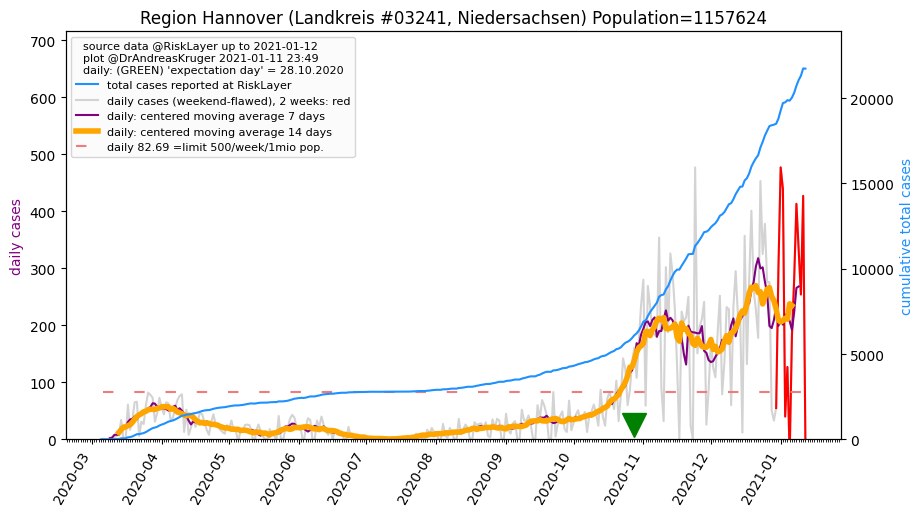 Region Hannover (Landkreis #03241, Niedersachsen) Population=1157624
source data @RiskLayer up to 2021-01-12
plot @DrAndreasKruger 2021-01-11 23:49
daily: (GREEN) 'expectation day' = 28.10.2020
total cases reported at RiskLayer
daily cases (weekend-flawed), 2 weeks: red
daily: centered moving average 7 days
daily: centered moving average 14 days
daily 82.69 =limit 500/week/1mio pop.
daily cases
700
600
500
400
300
200
100
0
cumulative total cases
20000
15000
10000
5000
0
2020-03
2020-04
2020-05
2020-06
2020-07
2020-08
2020-09
2020-10
2020-11
2020-12
2021-01